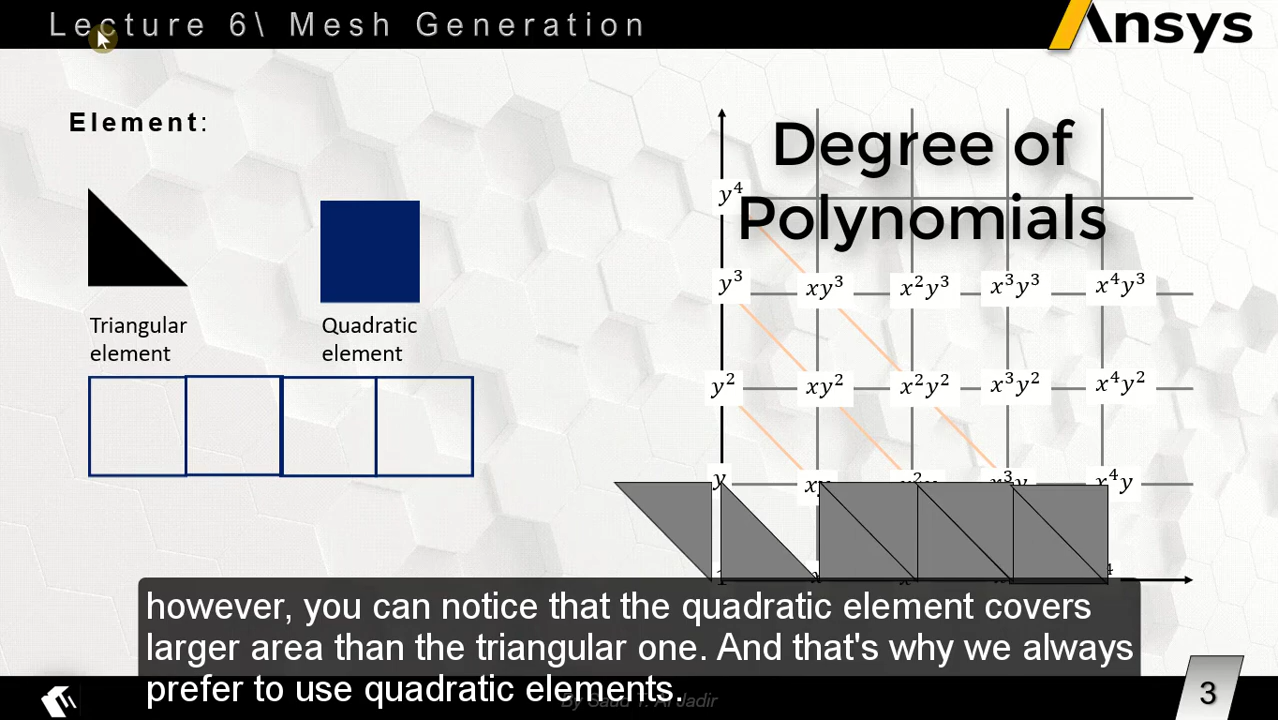 Lecture 6\ Mesh Generation
Ansys
Element:
Degree of
Polynomials
Triangular
element
Quadratic
element
y⁴
y³ xy³ x²y³ x³y³ x⁴y³
y² xy² x²y² x³y² x⁴y²
y x⁴y
however, you can notice that the quadratic element covers
larger area than the triangular one. And that's why we always
prefer to use quadratic elements.
3